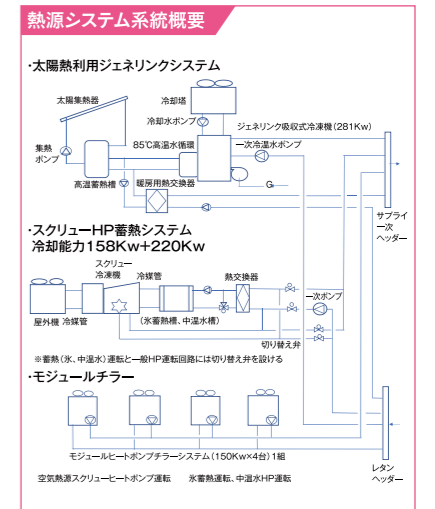 熱源システム系統概要
・太陽熱利用ジェネリンクシステム
太陽集熱器
冷却塔
冷却水ポンプ
ジェネリンク吸収式冷凍機(281Kw)
集熱
ポンプ
85℃高温水循環
一次冷温水ポンプ
高温蓄熱槽
暖房用熱交換器
G
サプライ
一次
ヘッダー
・スクリューHP蓄熱システム
冷却能力158Kw+220Kw
スクリュー
冷凍機
冷媒管
熱交換器
一次ポンプ
屋外機
冷媒管
(氷蓄熱槽、中温水槽)
切り替え弁
※蓄熱(氷、中温水)運転と一般HP運転回路には切り替え弁を設ける
・モジュールチラー
モジュールヒートポンプチラーシステム(150Kw×4台)1組
レタン
ヘッダー
空気熱源スクリューヒートポンプ運転
氷蓄熱運転、中温水HP運転